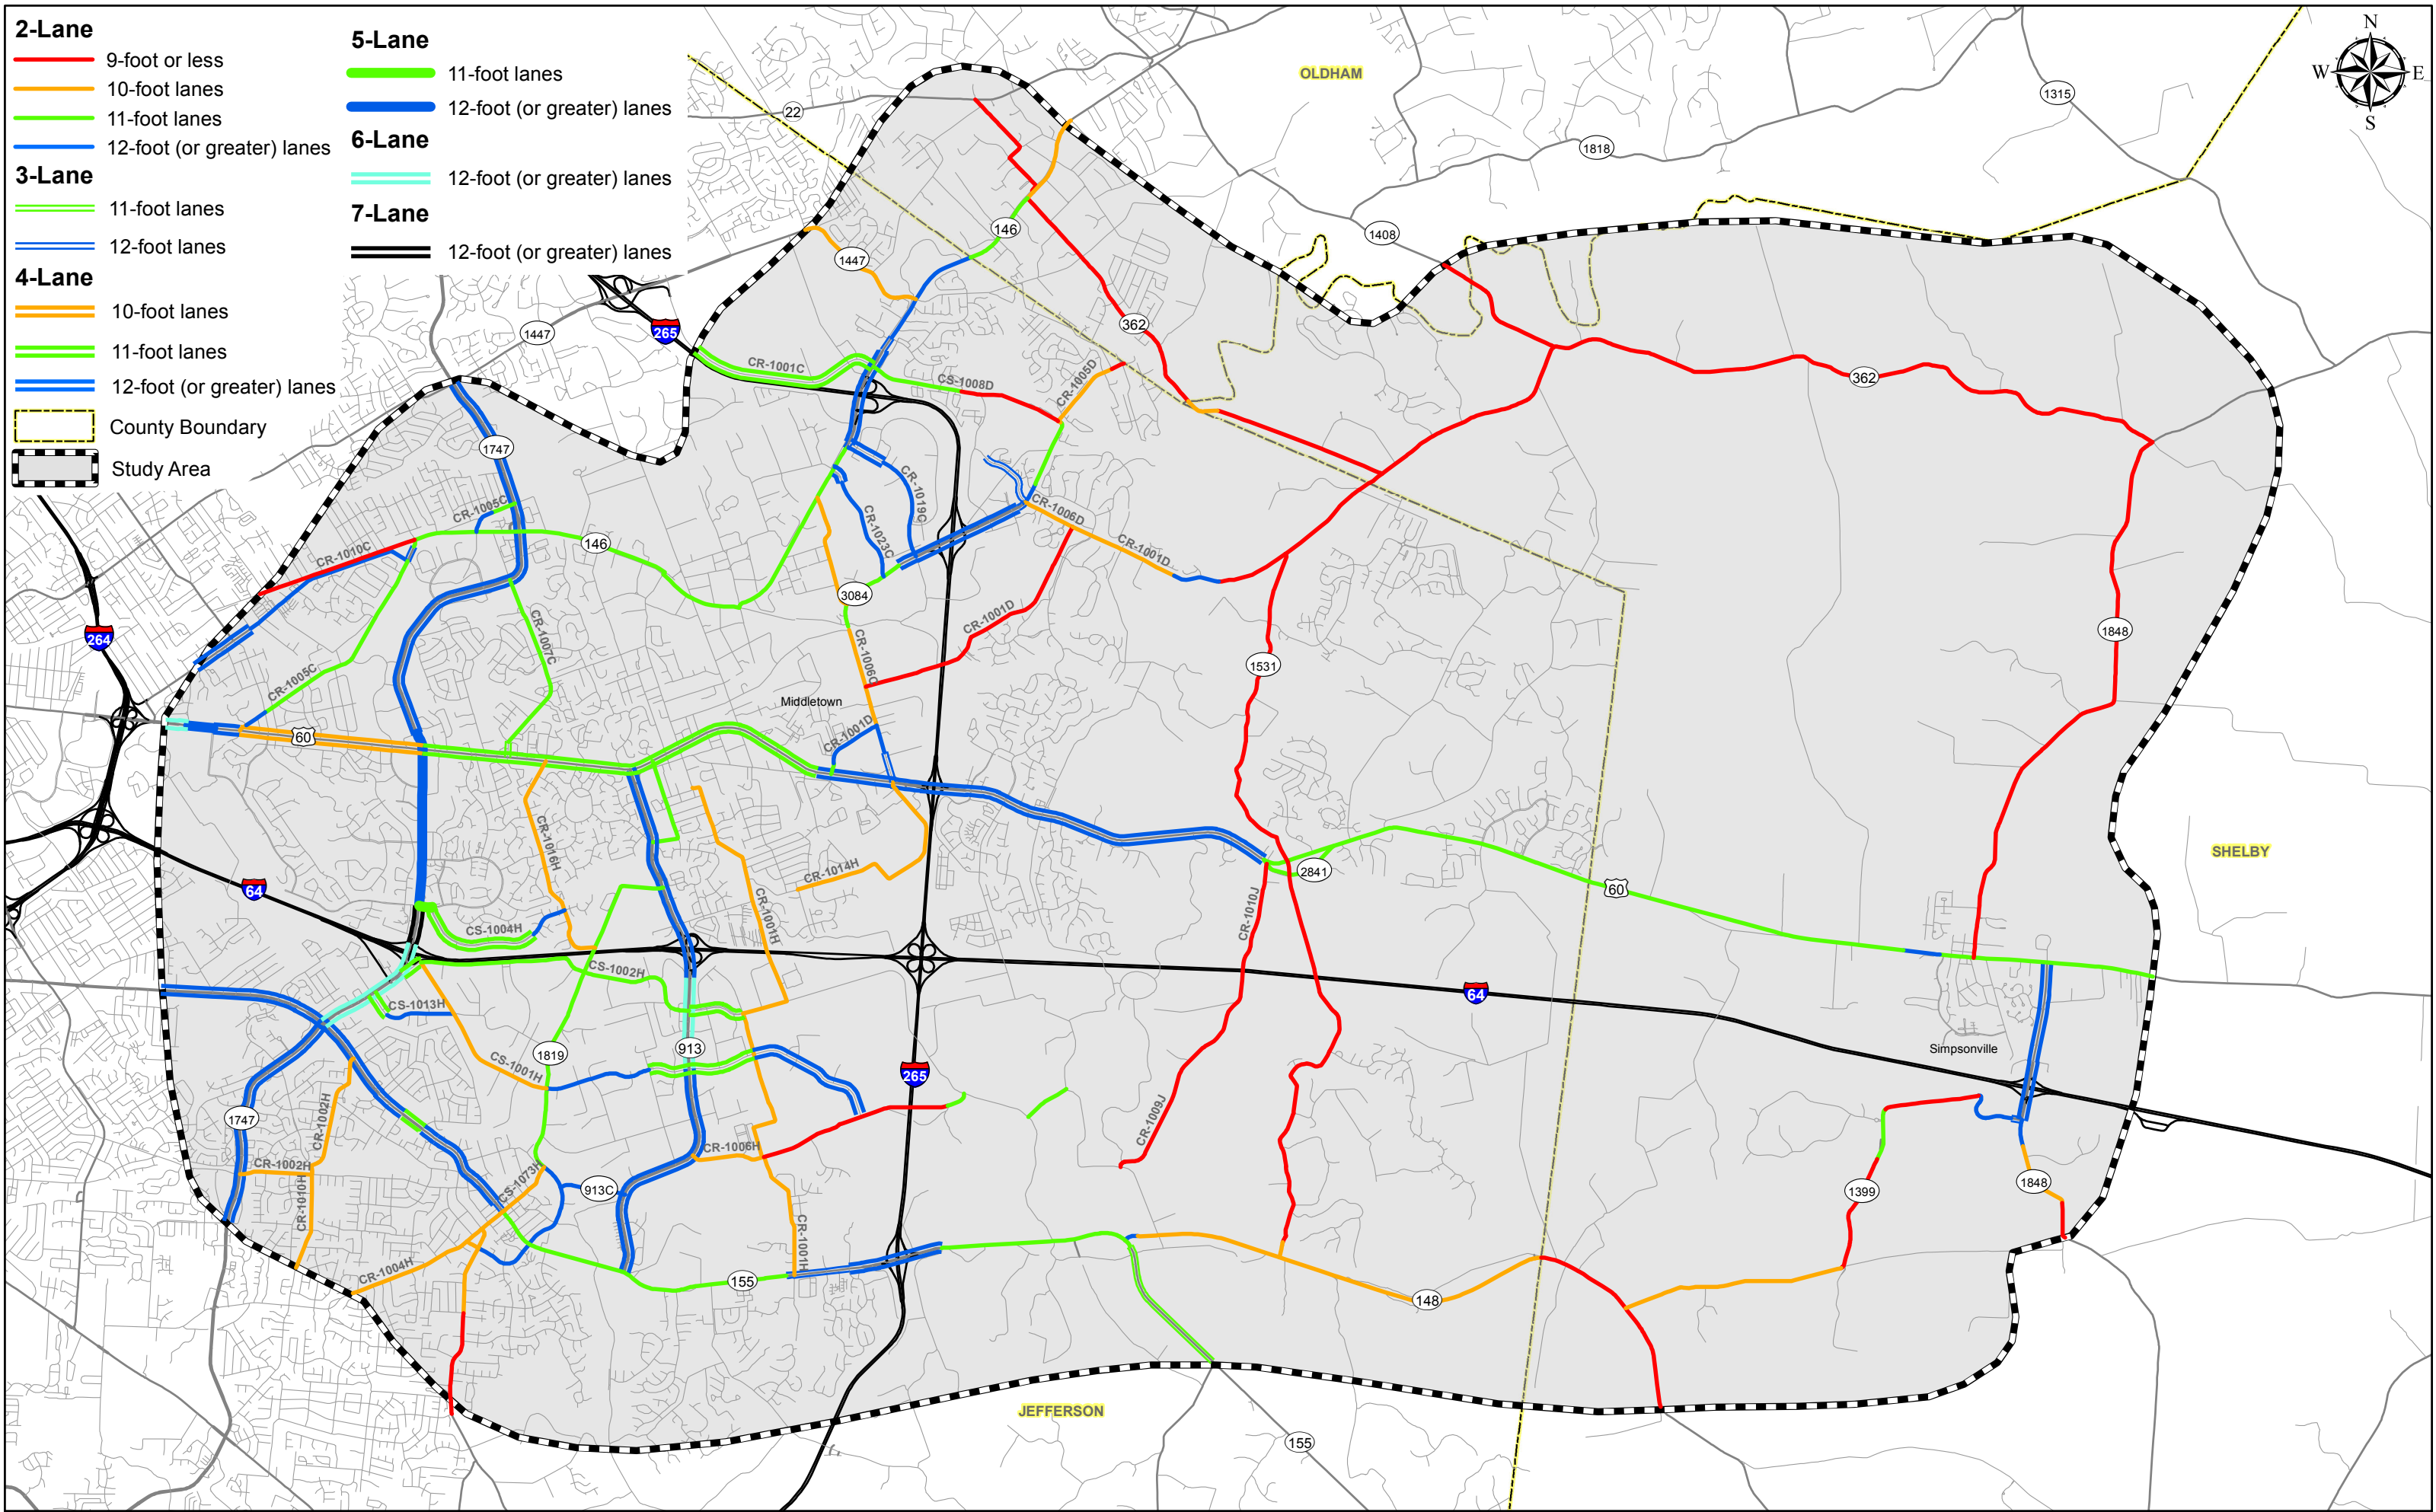 2-Lane
9-foot or less
10-foot lanes
11-foot lanes
12-foot (or greater) lanes
3-Lane
11-foot lanes
12-foot lanes
4-Lane
10-foot lanes
11-foot lanes
12-foot (or greater) lanes
County Boundary
Study Area
5-Lane
11-foot lanes
12-foot (or greater) lanes
6-Lane
12-foot (or greater) lanes
7-Lane
12-foot (or greater) lanes
N
W
E
S
OLDHAM
22
1315
1818
1408
146
1447
1447
265
362
362
CR-1001C
CS-1008D
CR-1005D
1747
CR-1005C
CR-1010C
146
CR-1019C
CR-1023C
CR-1006D
CR-1001D
3084
CR-1001D
264
CR-1007C
CR-1006C
CR-1005C
1531
1848
Middletown
60
CR-1001D
CR-1016H
CR-1014H
CR-1001H
2841
60
SHELBY
64
CR-1010J
CS-1004H
CS-1002H
64
CS-1013H
1819
913
CS-1001H
265
Simpsonville
1747
CR-1002H
CR-1009J
CR-1006H
CR-1002H
CS-1073H
913C
CR-1010H
1399
1848
CR-1001H
CR-1004H
155
148
JEFFERSON
155